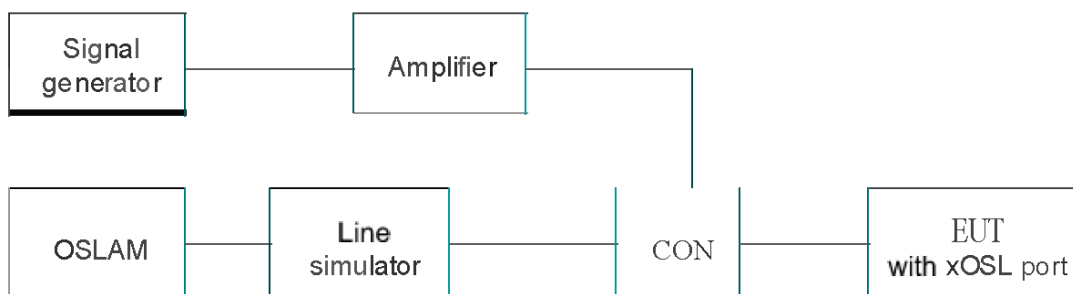 Signal
generator
Amplifier
OSLAM
Line
simulator
CON
EUT
with xOSL port